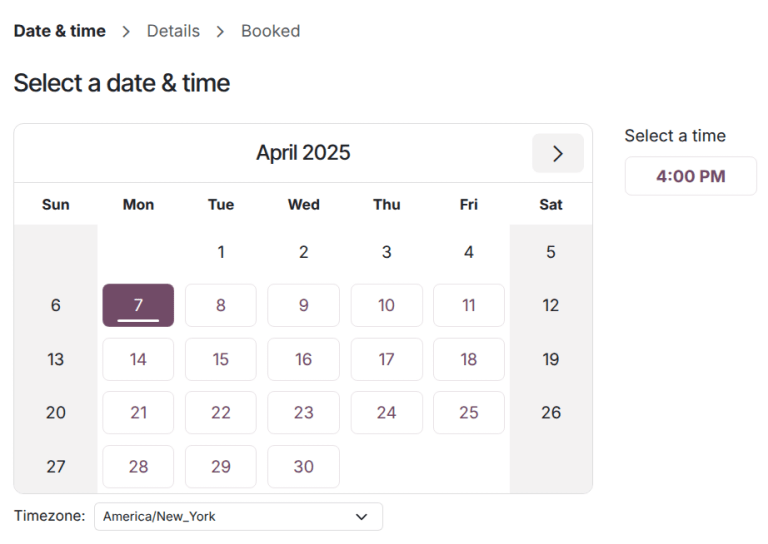 Date & time > Details > Booked
Select a date & time
April 2025
Sun Mon Tue Wed Thu Fri Sat
1 2 3 4 5
6 7 8 9 10 11 12
13 14 15 16 17 18 19
20 21 22 23 24 25 26
27 28 29 30
Select a time
4:00 PM
Timezone: America/New_York